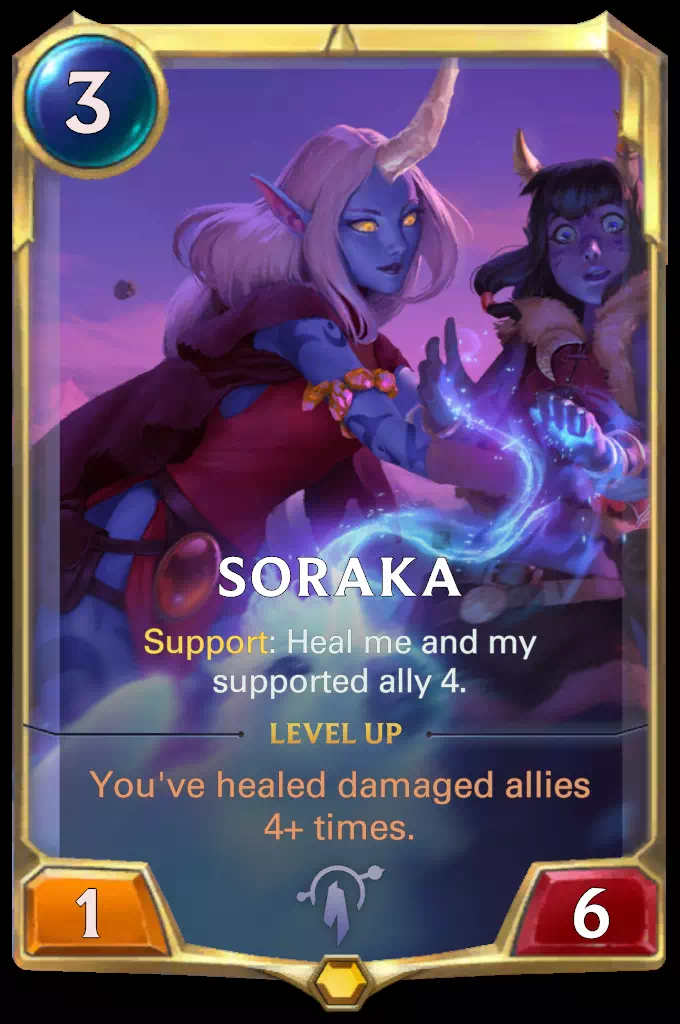 3
SORAKA
Support: Heal me and my
supported ally 4.
LEVEL UP
You've healed damaged allies
4+ times.
1
6